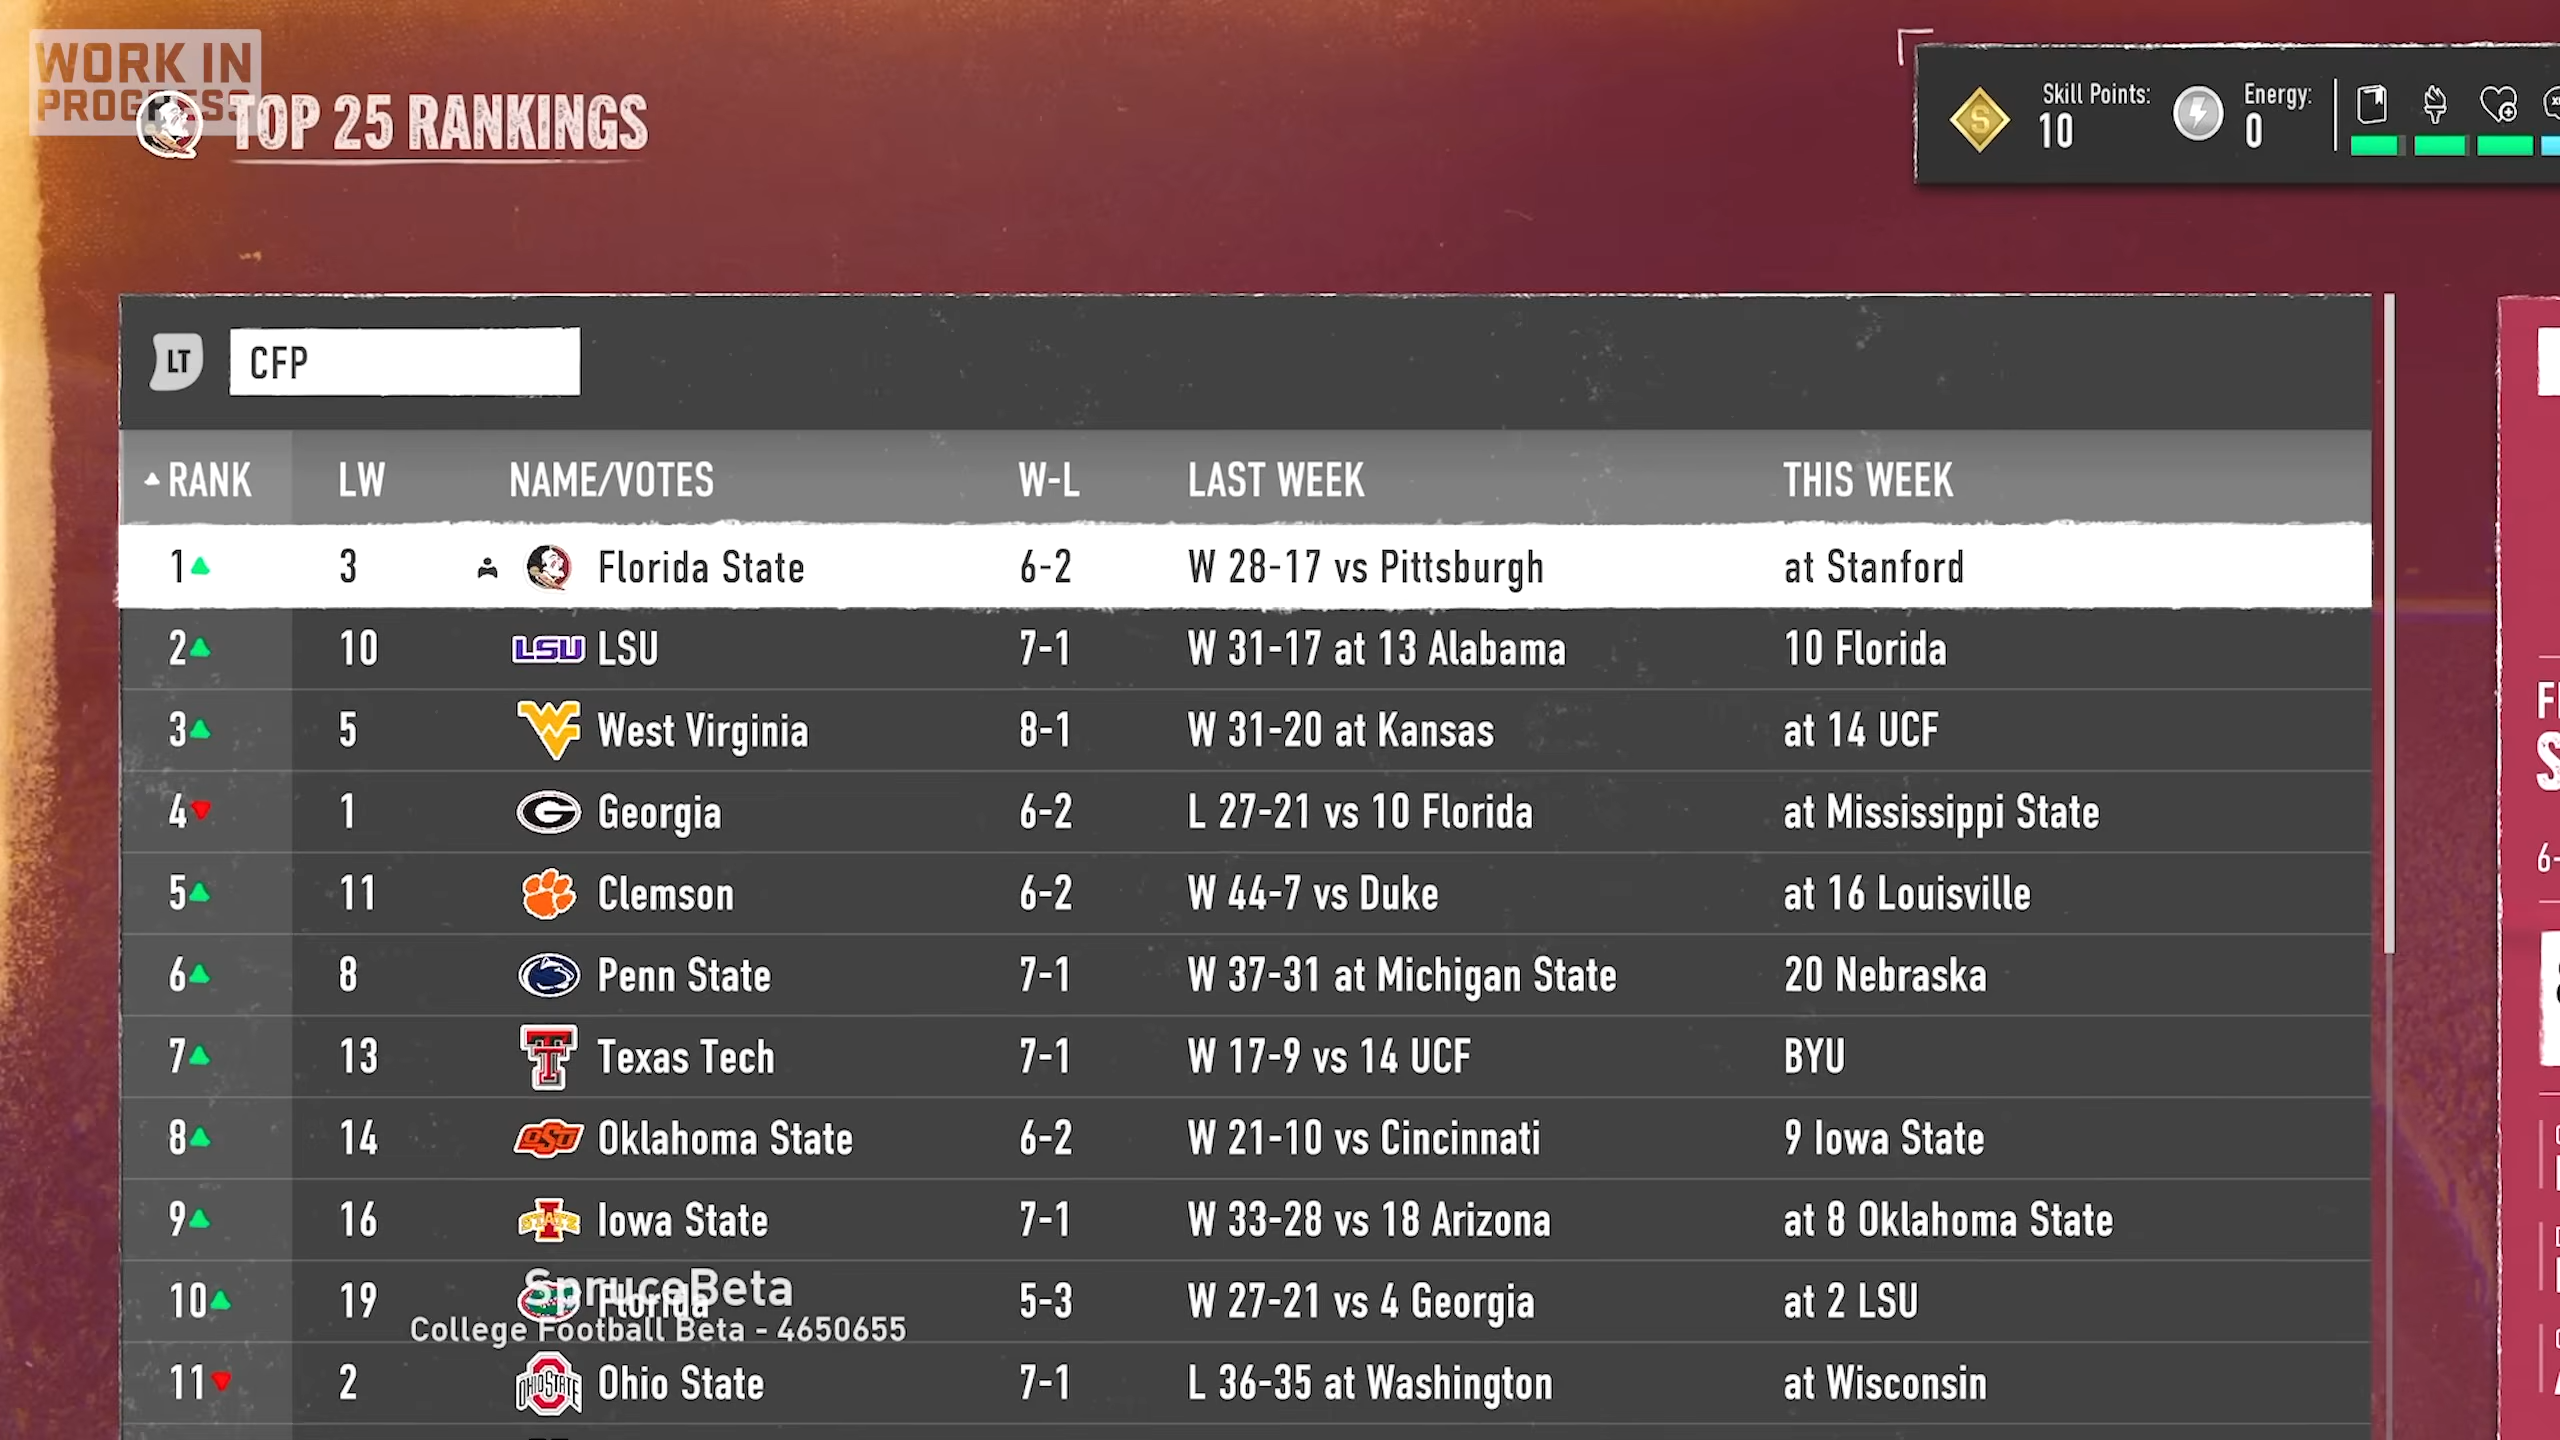 WORK IN
PROGRESS
TOP 25 RANKINGS
Skill Points:
10
Energy:
0
LT CFP
RANK LW NAME/VOTES W-L LAST WEEK THIS WEEK
1 3 Florida State 6-2 W 28-17 vs Pittsburgh at Stanford
2 10 LSU LSU 7-1 W 31-17 at 13 Alabama 10 Florida
3 5 West Virginia 8-1 W 31-20 at Kansas at 14 UCF
4 1 Georgia 6-2 L 27-21 vs 10 Florida at Mississippi State
5 11 Clemson 6-2 W 44-7 vs Duke at 16 Louisville
6 8 Penn State 7-1 W 37-31 at Michigan State 20 Nebraska
7 13 Texas Tech 7-1 W 17-9 vs 14 UCF BYU
8 14 OSU Oklahoma State 6-2 W 21-10 vs Cincinnati 9 Iowa State
9 16 STATE Iowa State 7-1 W 33-28 vs 18 Arizona at 8 Oklahoma State
10 19 Florida 5-3 W 27-21 vs 4 Georgia at 2 LSU
SpruceBeta
College Football Beta - 4650655
11 2 OHIO STATE Ohio State 7-1 L 36-35 at Washington at Wisconsin